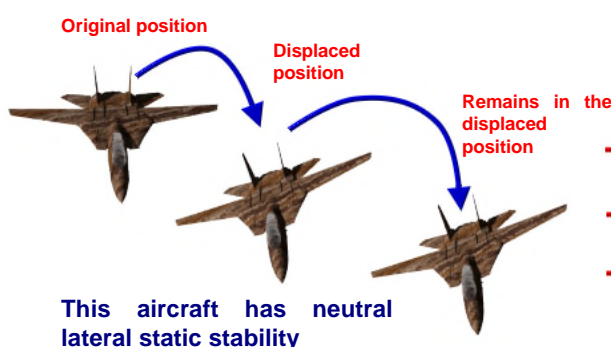 Original position
Displaced
position
Remains in the
displaced
position
This aircraft has neutral
lateral static stability